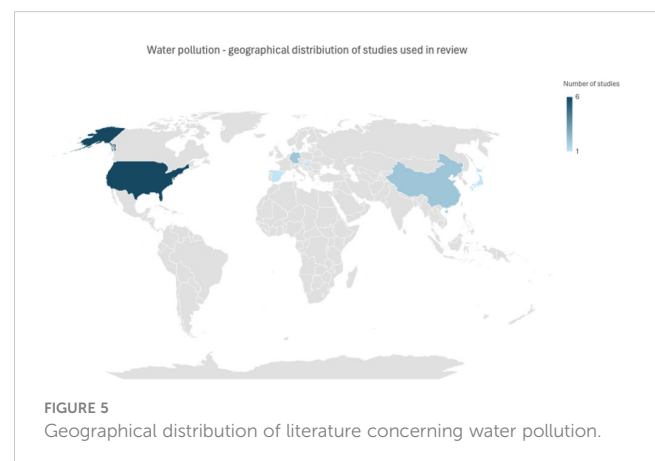 Water pollution - geographical distribiution of studies used in review
Number of studies
6
1
FIGURE 5
Geographical distribution of literature concerning water pollution.